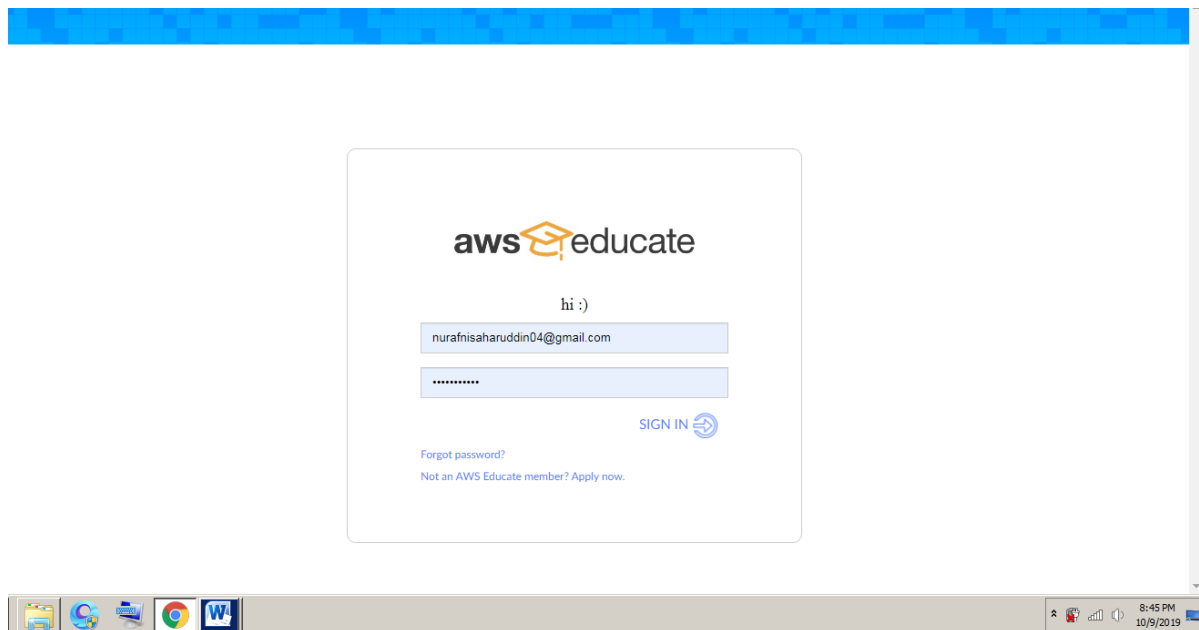 aws educate
hi :)
nurafnisaharuddin04@gmail.com
•••••••••••
SIGN IN
Forgot password?
Not an AWS Educate member? Apply now.
W
8:45 PM
10/9/2019